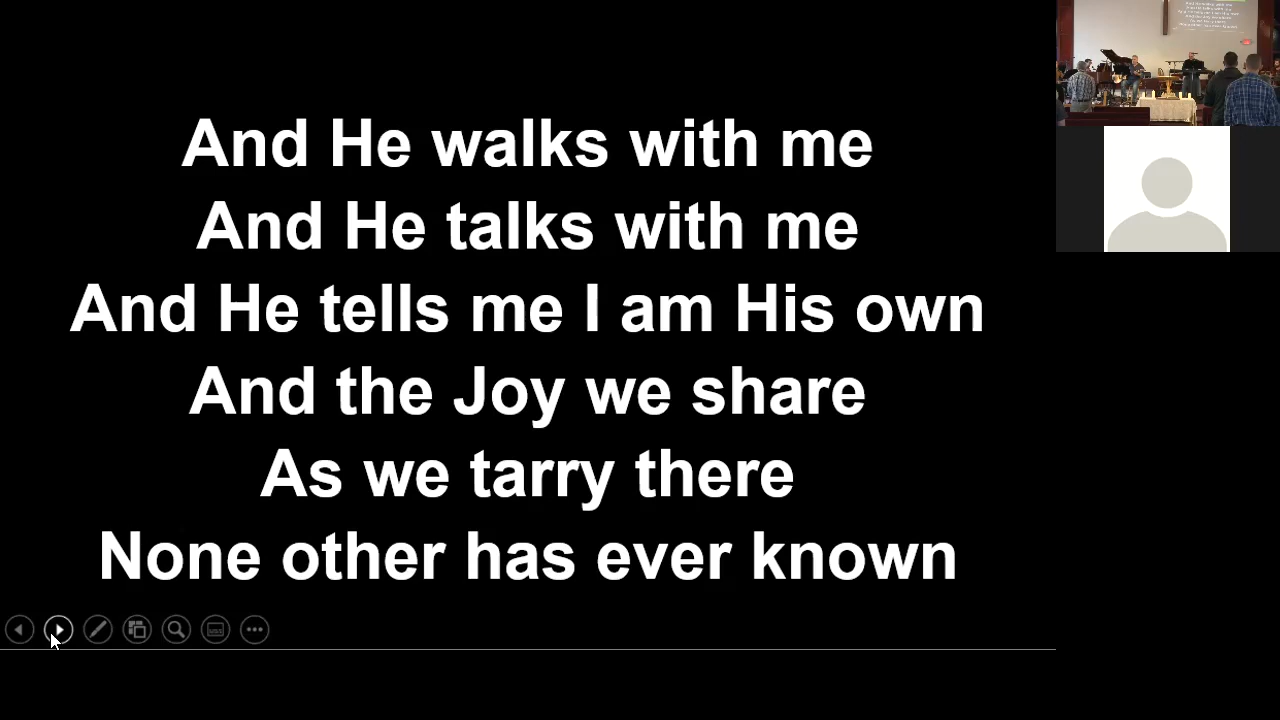 And He walks with me
And He talks with me
And He tells me I am His own
And the Joy we share
As we tarry there
None other has ever known